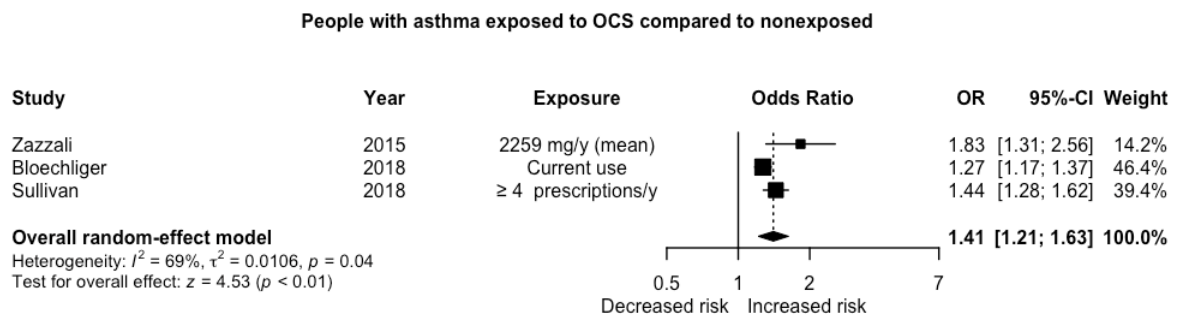 People with asthma exposed to OCS compared to nonexposed
Study Year Exposure Odds Ratio OR 95%-CI Weight
Zazzali 2015 2259 mg/y (mean) 1.83 [1.31; 2.56] 14.2%
Bloechliger 2018 Current use 1.27 [1.17; 1.37] 46.4%
Sullivan 2018 ≥ 4 prescriptions/y 1.44 [1.28; 1.62] 39.4%
Overall random-effect model 1.41 [1.21; 1.63] 100.0%
Heterogeneity: I² = 69%, τ² = 0.0106, p = 0.04
Test for overall effect: z = 4.53 (p < 0.01)
0.5 1 2 7
Decreased risk Increased risk